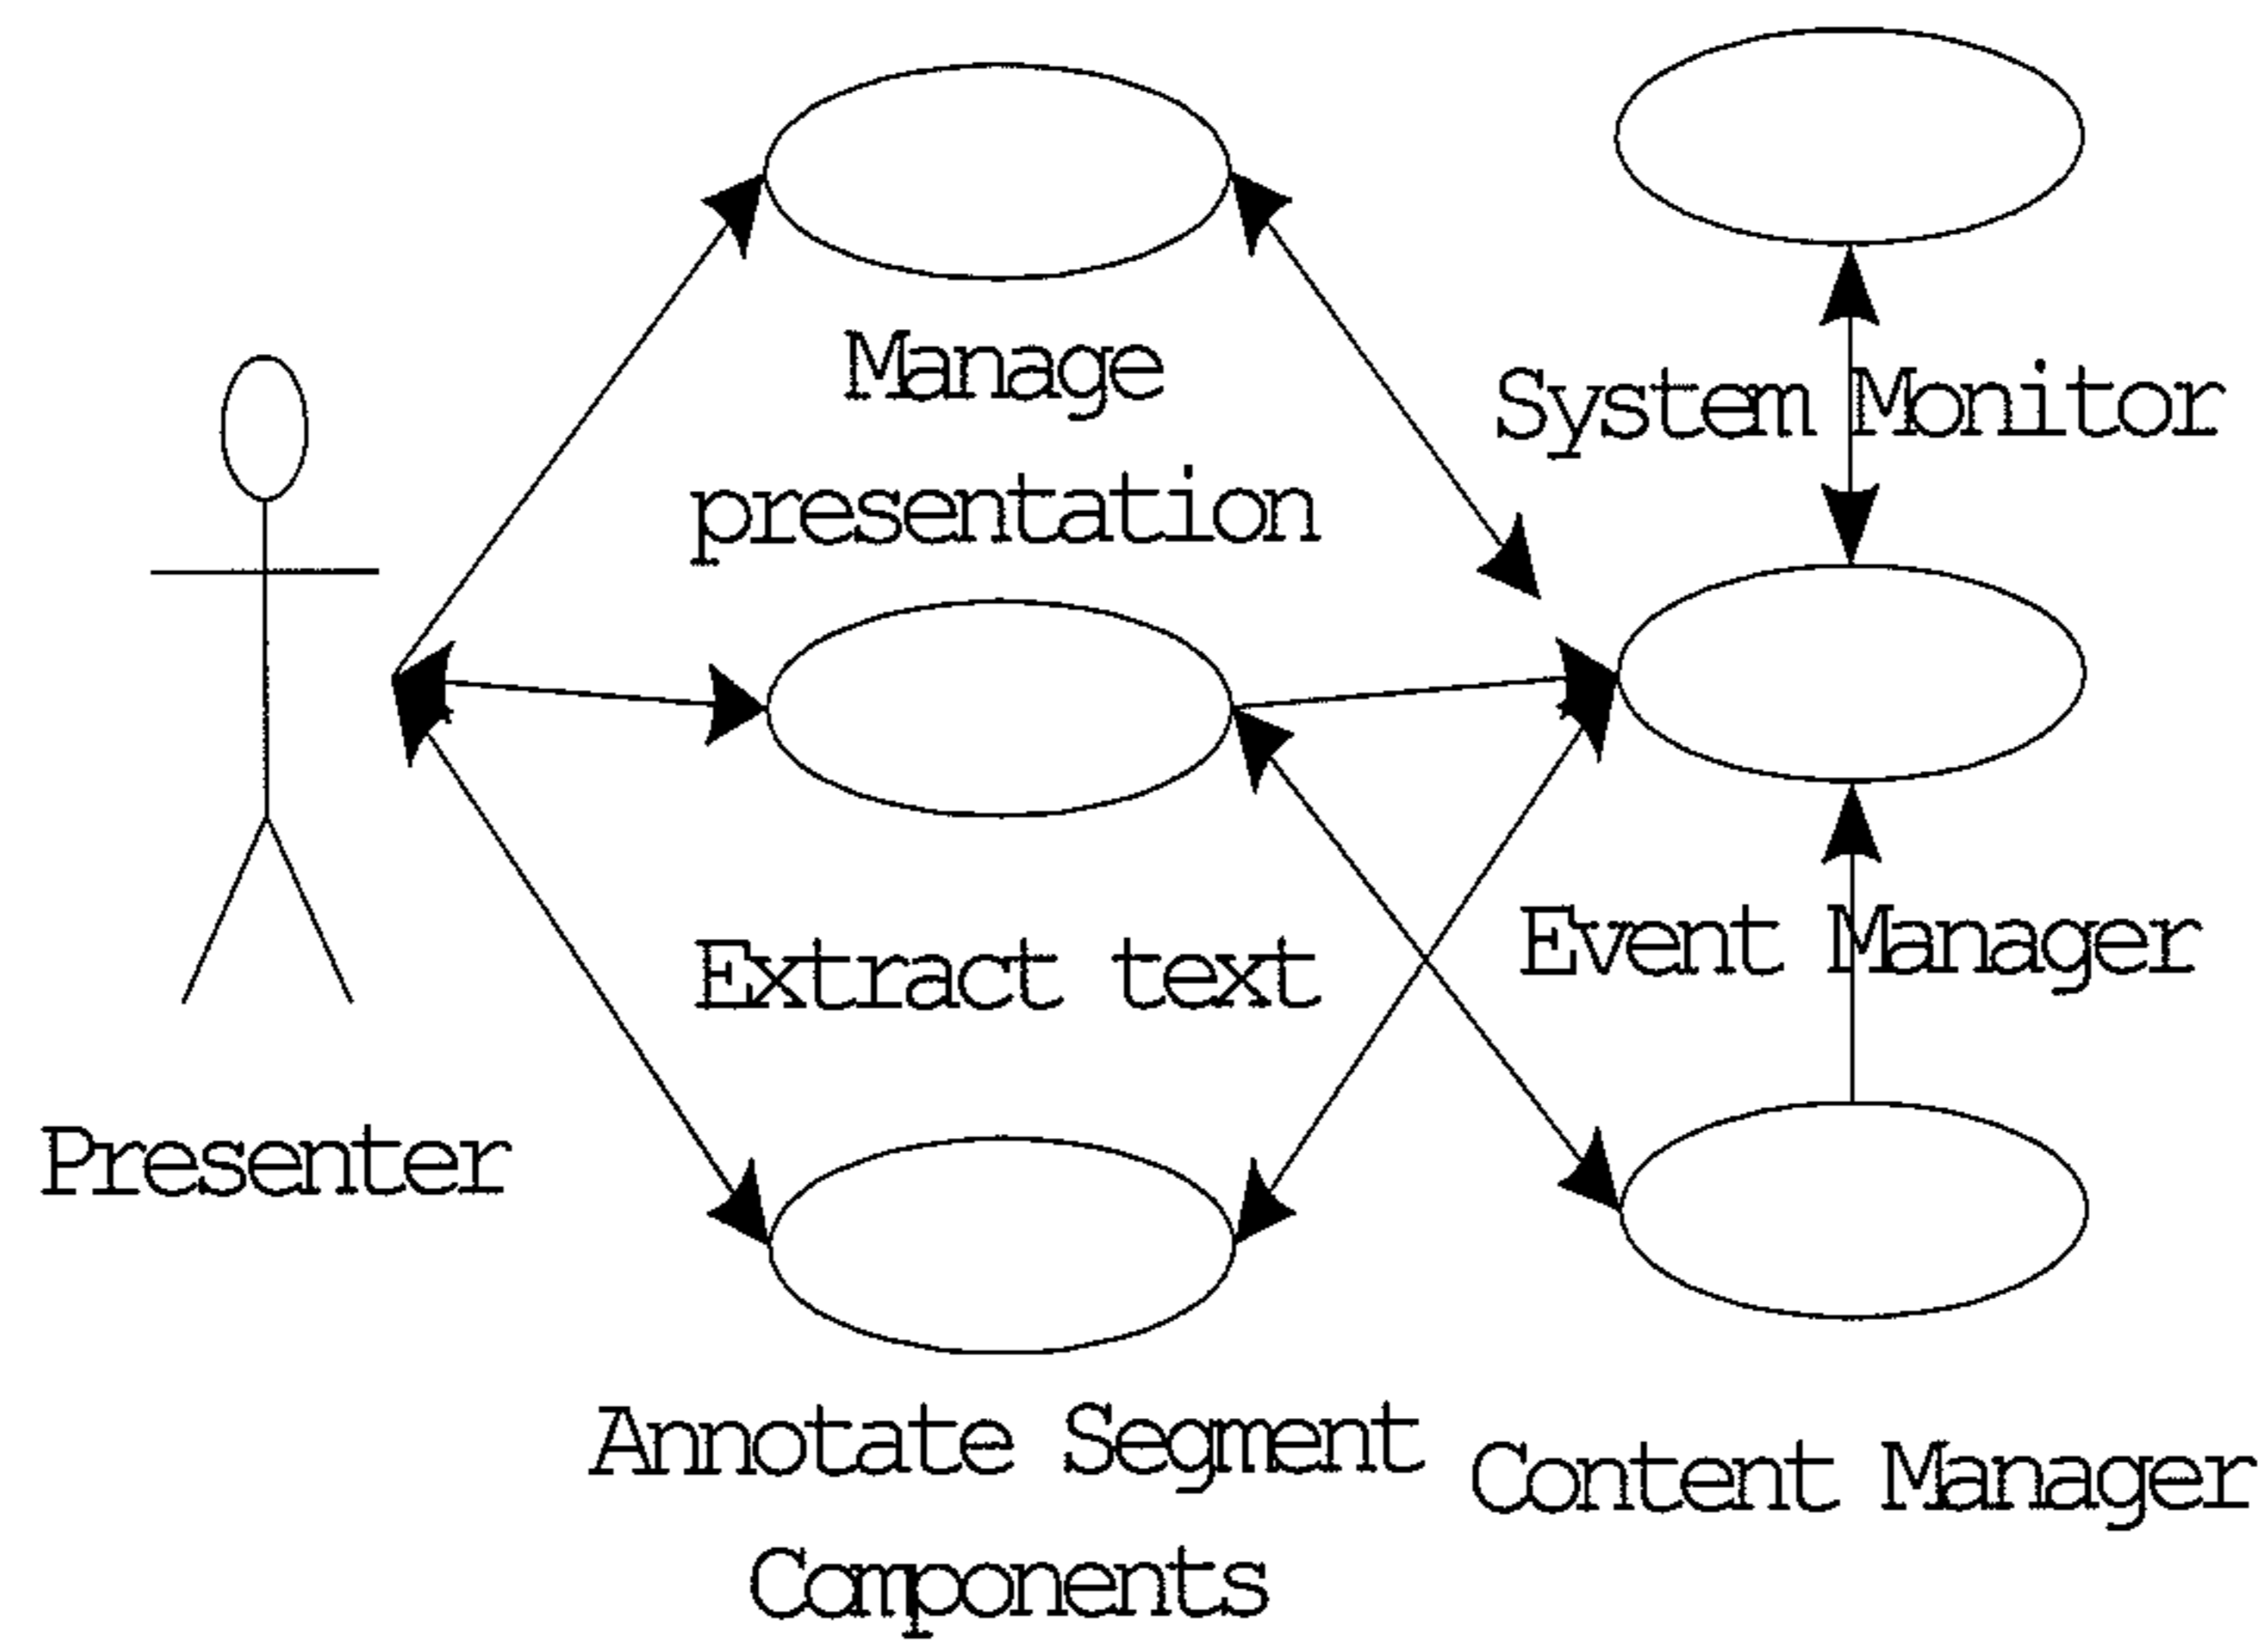 Manage
presentation
System Monitor
Extract text
Event Manager
Presenter
Annotate Segment
Components
Content Manager